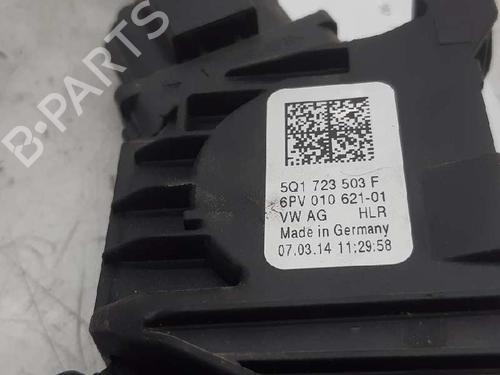 B-PARTS
5Q1 723 503 F
6PV 010 621-01
VW AG HLR
Made in Germany
07.03.14 11:29:58